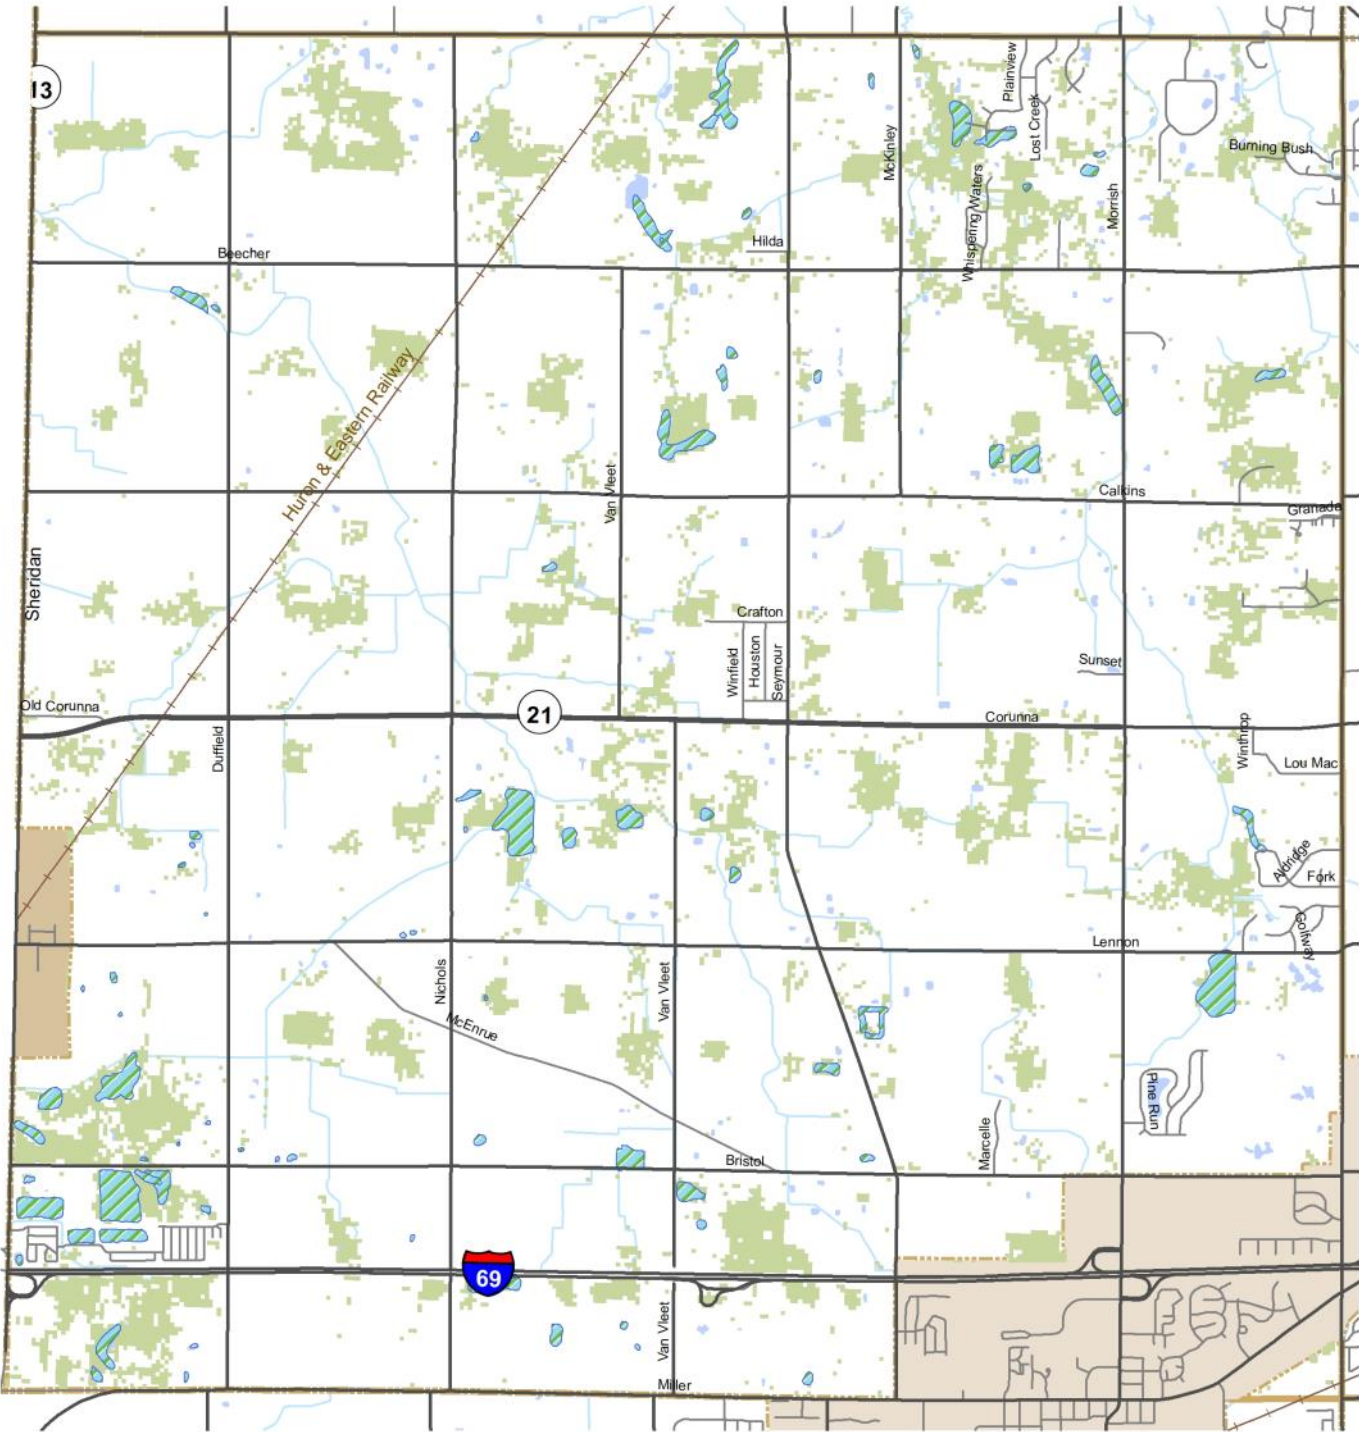 Plainview
13
Lost Creek
McKinley
Burning Bush
Whispering Waters
Morrish
Hilda
Beecher
Huron & Eastern Railway
Van Vleet
Calkins
Granada
Sheridan
Crafton
Winfield
Houston
Seymour
Sunset
Old Corunna
21
Corunna
Duffield
Winthrop
Lou Mac
Aldridge
Fork
Golfway
Lennon
Nichols
Van Vleet
McEnrue
Pine Run
Marcelle
Bristol
69
Van Vleet
Miller